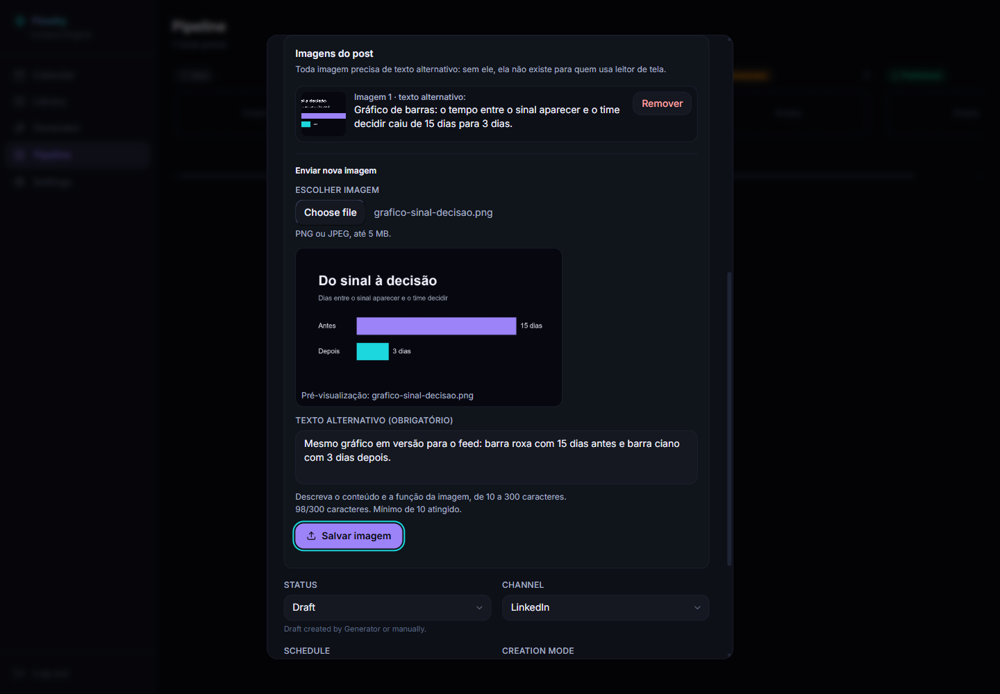 Pipeline
Imagens do post
Toda imagem precisa de texto alternativo: sem ele, ela não existe para quem usa leitor de tela.
Imagem 1 · texto alternativo:
Gráfico de barras: o tempo entre o sinal aparecer e o time
decidir caiu de 15 dias para 3 dias.
Remover
Enviar nova imagem
ESCOLHER IMAGEM
Choose file
grafico-sinal-decisao.png
PNG ou JPEG, até 5 MB.
Do sinal à decisão
Dias entre o sinal aparecer e o time decidir
Antes
15 dias
Depois
3 dias
Pré-visualização: grafico-sinal-decisao.png
TEXTO ALTERNATIVO (OBRIGATÓRIO)
Mesmo gráfico em versão para o feed: barra roxa com 15 dias antes e barra ciano
com 3 dias depois.
Descreva o conteúdo e a função da imagem, de 10 a 300 caracteres.
98/300 caracteres. Mínimo de 10 atingido.
Salvar imagem
STATUS
CHANNEL
Draft
LinkedIn
Draft created by Generator or manually.
SCHEDULE
CREATION MODE